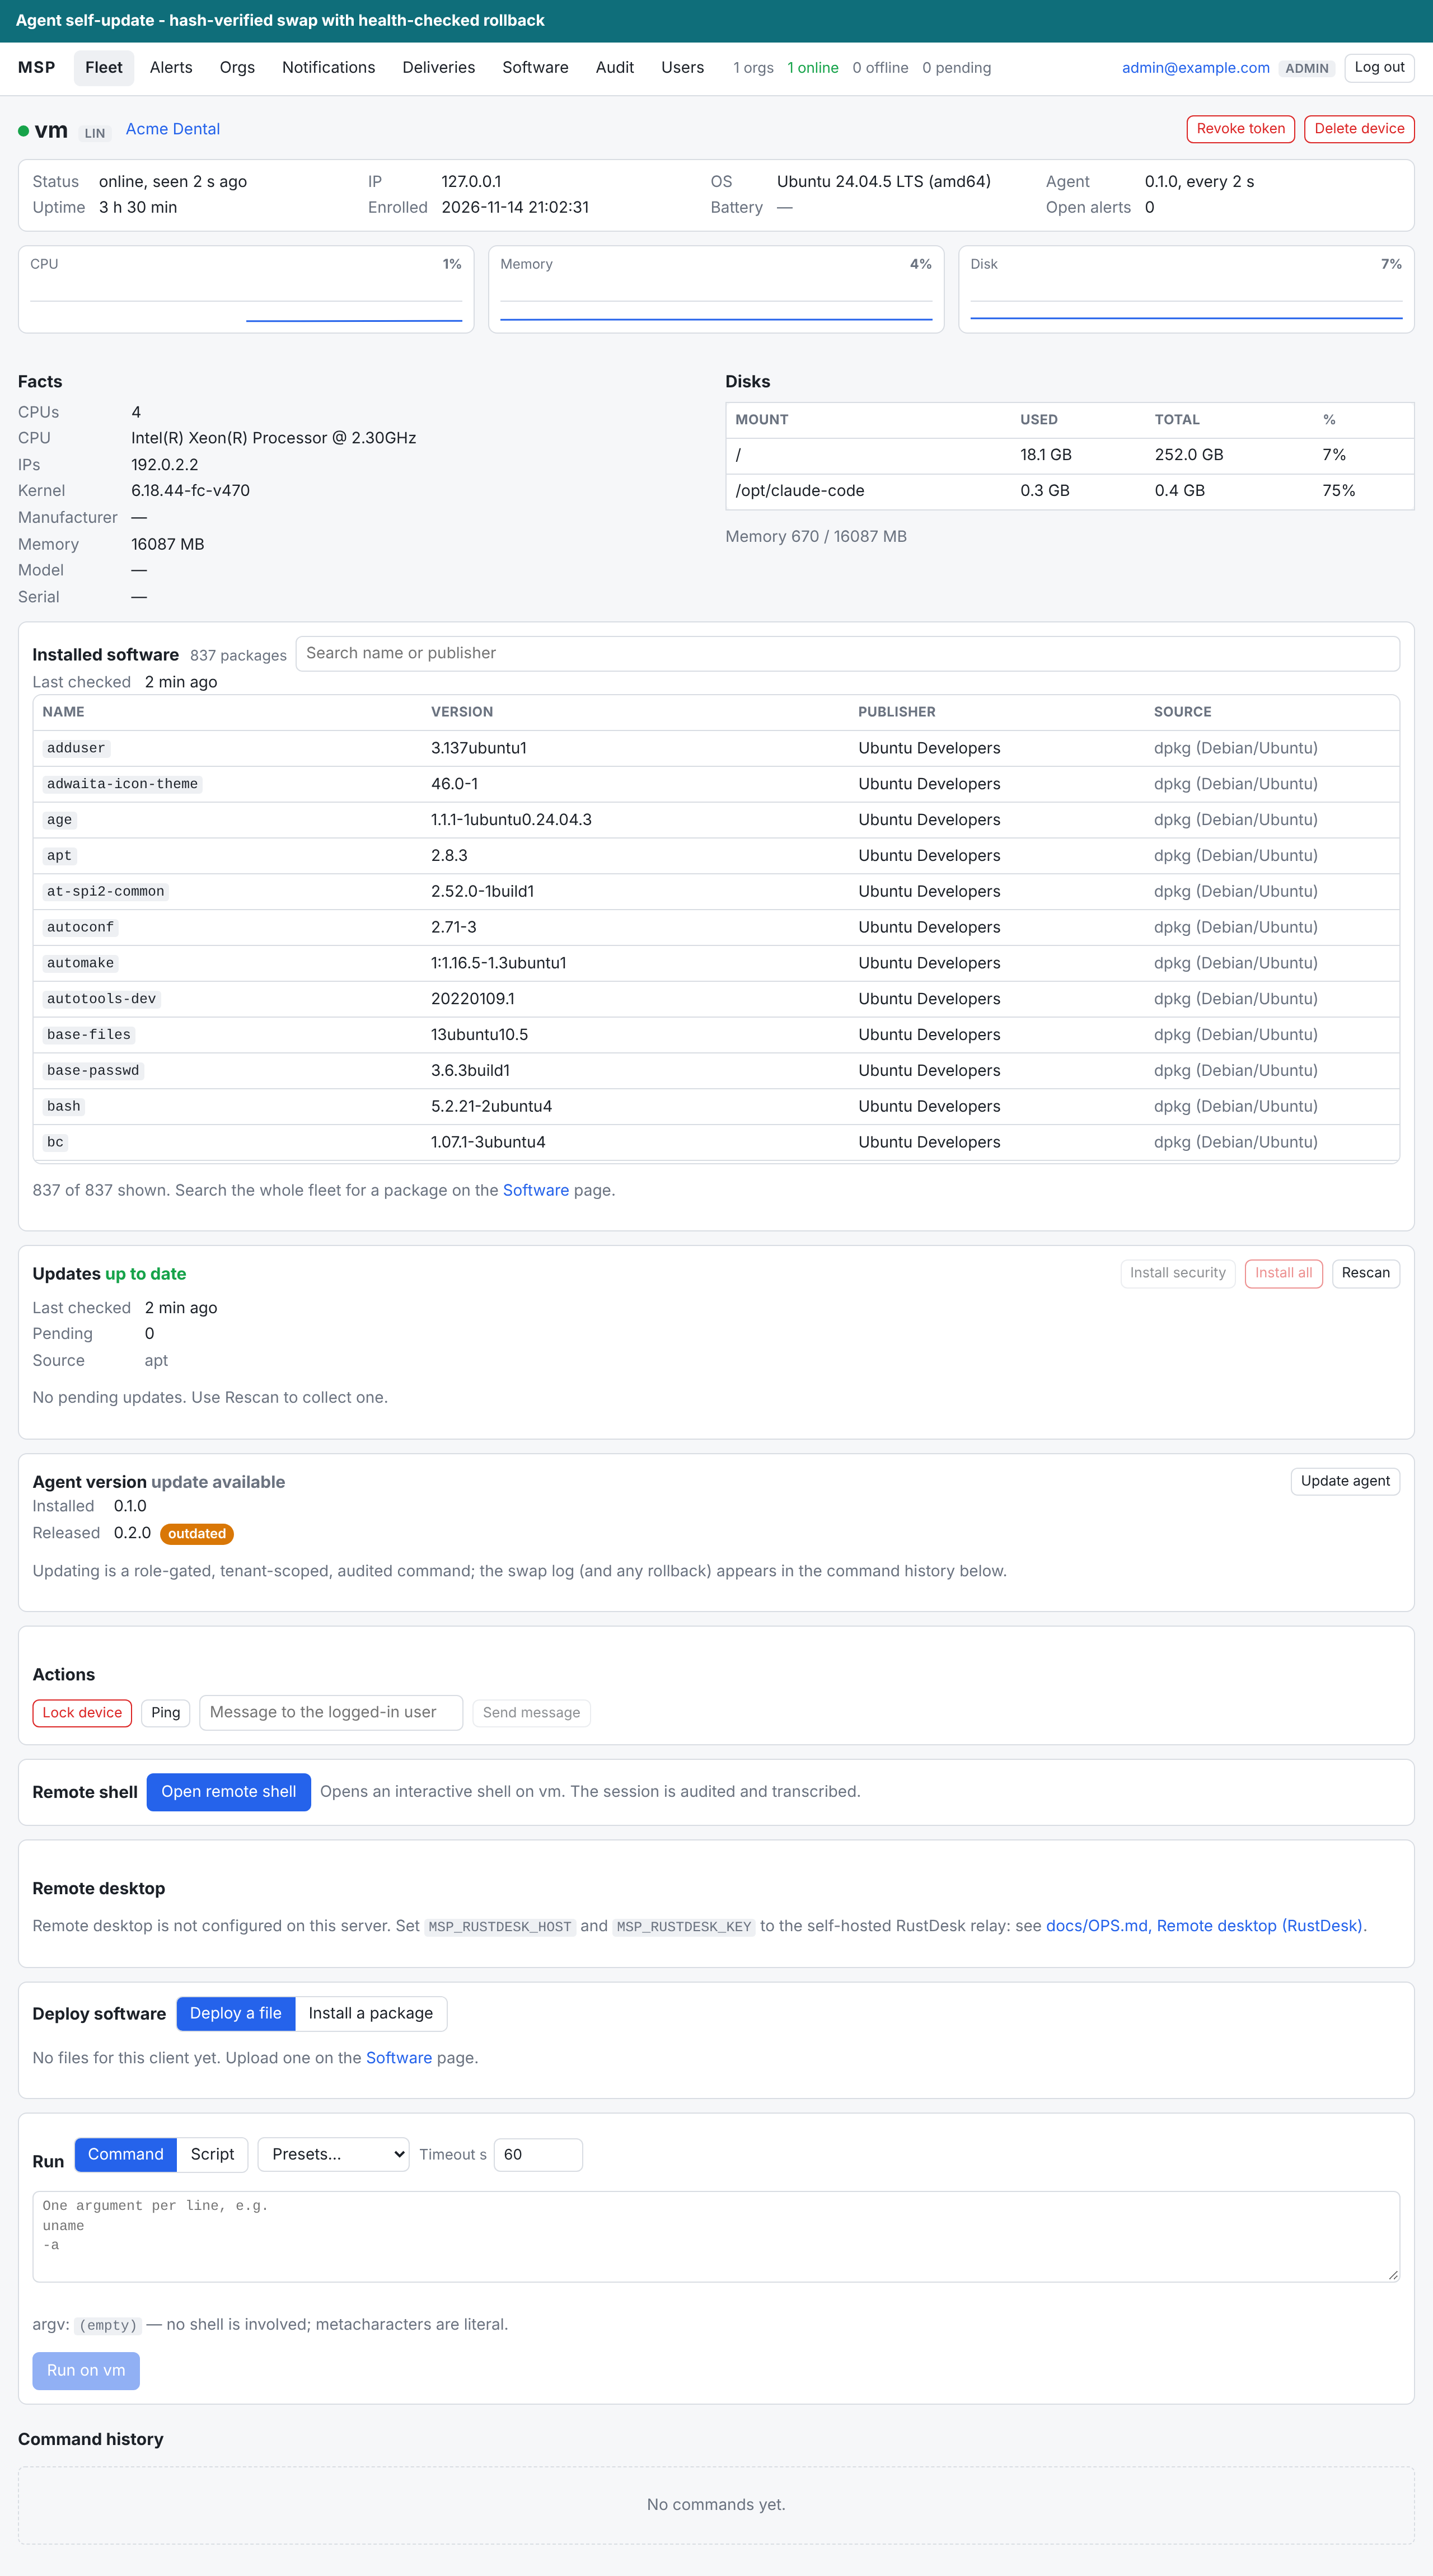 Agent self-update - hash-verified swap with health-checked rollback
MSP Fleet Alerts Orgs Notifications Deliveries Software Audit Users 1 orgs 1 online 0 offline 0 pending admin@example.com ADMIN Log out
vm LIN Acme Dental Revoke token Delete device
Status online, seen 2 s ago IP 127.0.0.1 OS Ubuntu 24.04.5 LTS (amd64) Agent 0.1.0, every 2 s
Uptime 3 h 30 min Enrolled 2026-11-14 21:02:31 Battery — Open alerts 0
CPU 1% Memory 4% Disk 7%
Facts
CPUs 4
CPU Intel(R) Xeon(R) Processor @ 2.30GHz
IPs 192.0.2.2
Kernel 6.18.44-fc-v470
Manufacturer —
Memory 16087 MB
Model —
Serial —
Disks
MOUNT USED TOTAL %
/ 18.1 GB 252.0 GB 7%
/opt/claude-code 0.3 GB 0.4 GB 75%
Memory 670 / 16087 MB
Installed software 837 packages Search name or publisher
Last checked 2 min ago
NAME VERSION PUBLISHER SOURCE
adduser 3.137ubuntu1 Ubuntu Developers dpkg (Debian/Ubuntu)
adwaita-icon-theme 46.0-1 Ubuntu Developers dpkg (Debian/Ubuntu)
age 1.1.1-1ubuntu0.24.04.3 Ubuntu Developers dpkg (Debian/Ubuntu)
apt 2.8.3 Ubuntu Developers dpkg (Debian/Ubuntu)
at-spi2-common 2.52.0-1build1 Ubuntu Developers dpkg (Debian/Ubuntu)
autoconf 2.71-3 Ubuntu Developers dpkg (Debian/Ubuntu)
automake 1:1.16.5-1.3ubuntu1 Ubuntu Developers dpkg (Debian/Ubuntu)
autotools-dev 20220109.1 Ubuntu Developers dpkg (Debian/Ubuntu)
base-files 13ubuntu10.5 Ubuntu Developers dpkg (Debian/Ubuntu)
base-passwd 3.6.3build1 Ubuntu Developers dpkg (Debian/Ubuntu)
bash 5.2.21-2ubuntu4 Ubuntu Developers dpkg (Debian/Ubuntu)
bc 1.07.1-3ubuntu4 Ubuntu Developers dpkg (Debian/Ubuntu)
837 of 837 shown. Search the whole fleet for a package on the Software page.
Updates up to date Install security Install all Rescan
Last checked 2 min ago
Pending 0
Source apt
No pending updates. Use Rescan to collect one.
Agent version update available Update agent
Installed 0.1.0
Released 0.2.0 outdated
Updating is a role-gated, tenant-scoped, audited command; the swap log (and any rollback) appears in the command history below.
Actions
Lock device Ping Message to the logged-in user Send message
Remote shell Open remote shell Opens an interactive shell on vm. The session is audited and transcribed.
Remote desktop
Remote desktop is not configured on this server. Set MSP_RUSTDESK_HOST and MSP_RUSTDESK_KEY to the self-hosted RustDesk relay: see docs/OPS.md, Remote desktop (RustDesk).
Deploy software Deploy a file Install a package
No files for this client yet. Upload one on the Software page.
Run Command Script Presets... Timeout s 60
One argument per line, e.g.
uname
-a
argv: (empty) — no shell is involved; metacharacters are literal.
Run on vm
Command history
No commands yet.